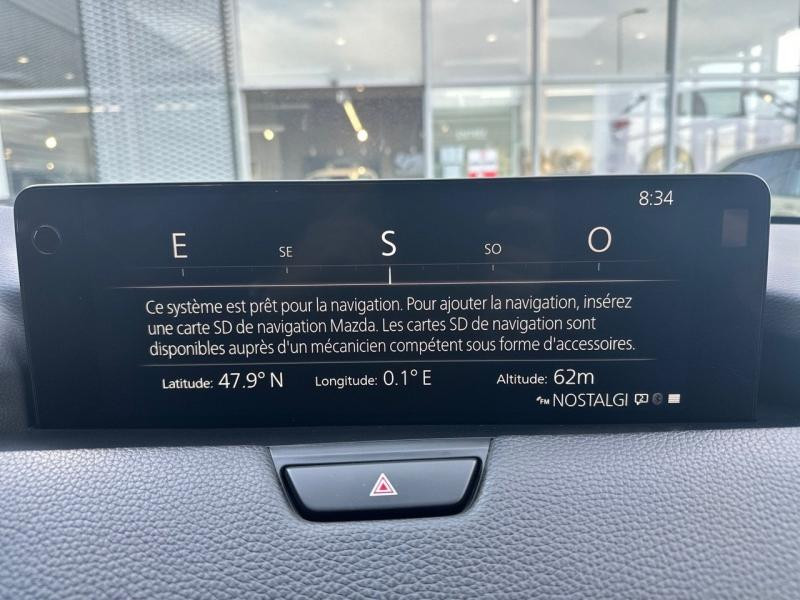 8:34
E SE S SO O
Ce système est prêt pour la navigation. Pour ajouter la navigation, insérez
une carte SD de navigation Mazda. Les cartes SD de navigation sont
disponibles auprès d'un mécanicien compétent sous forme d'accessoires.
Latitude: 47.9° N Longitude: 0.1° E Altitude: 62m
FM NOSTALGI 2